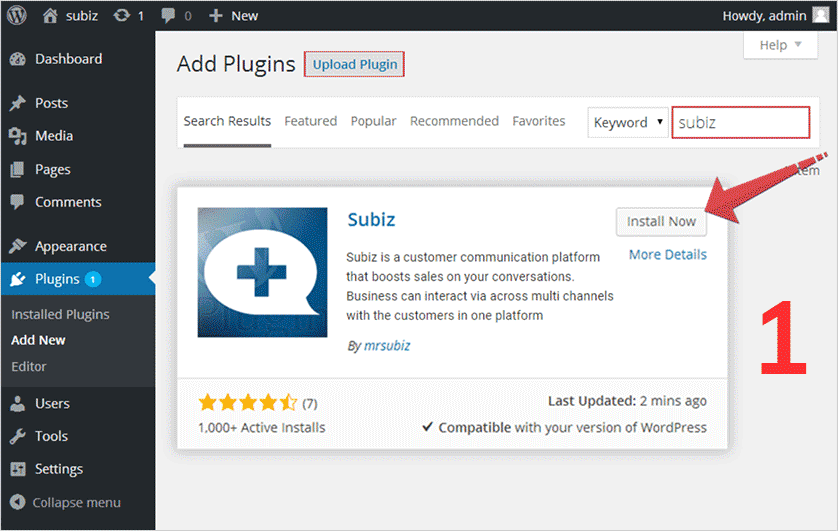 subiz 1 0 New Howdy, admin
Help
Dashboard
Posts
Media
Pages
Comments
Appearance
Plugins 1
Installed Plugins
Add New
Editor
Users
Tools
Settings
Collapse menu
Add Plugins Upload Plugin
Search Results Featured Popular Recommended Favorites Keyword subiz
Subiz
Install Now
More Details
Subiz is a customer communication platform
that boosts sales on your conversations.
Business can interact via across multi channels
with the customers in one platform
By mrsubiz
(7)
1,000+ Active Installs
Last Updated: 2 mins ago
Compatible with your version of WordPress
1